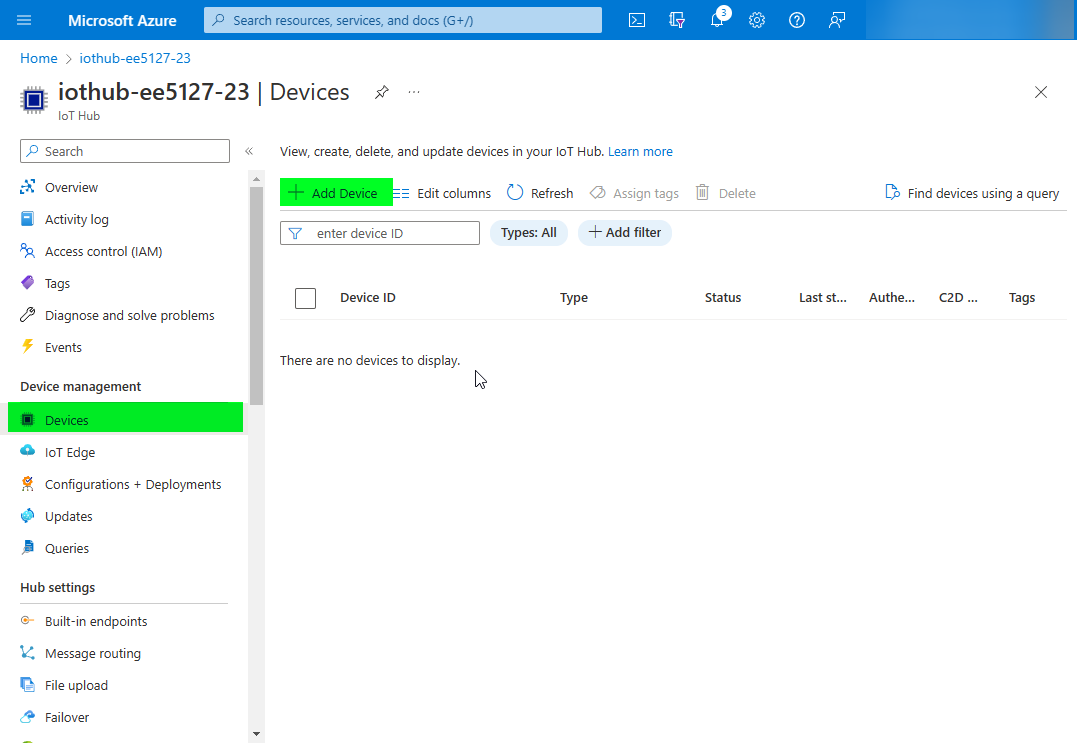 Microsoft Azure
Search resources, services, and docs (G+/)
3
Home > iothub-ee5127-23
iothub-ee5127-23 | Devices
IoT Hub
Search
Overview
Activity log
Access control (IAM)
Tags
Diagnose and solve problems
Events
Device management
Devices
IoT Edge
Configurations + Deployments
Updates
Queries
Hub settings
Built-in endpoints
Message routing
File upload
Failover
View, create, delete, and update devices in your IoT Hub. Learn more
Add Device Edit columns Refresh Assign tags Delete Find devices using a query
enter device ID Types: All Add filter
Device ID Type Status Last st... Authe... C2D ... Tags
There are no devices to display.